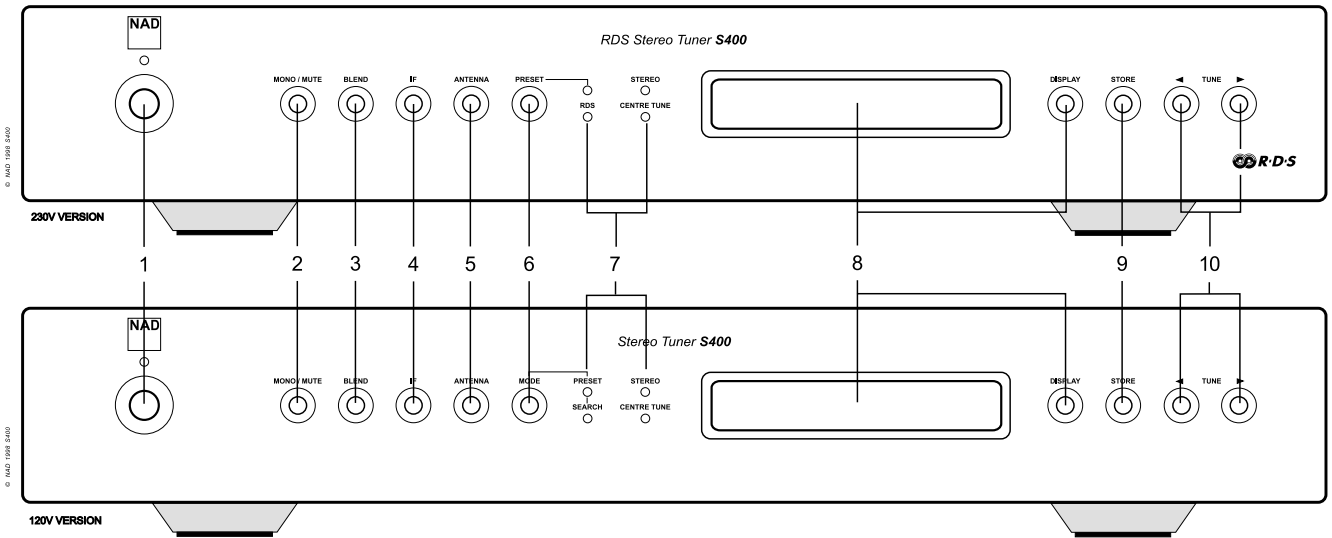 NAD
RDS Stereo Tuner S400
MONO / MUTE BLEND IF ANTENNA PRESET STEREO DISPLAY STORE ◄ TUNE ►
RDS CENTRE TUNE
R·D·S
© NAD 1998 S400
230V VERSION
1 2 3 4 5 6 7 8 9 10
NAD
Stereo Tuner S400
MONO / MUTE BLEND IF ANTENNA MODE PRESET STEREO DISPLAY STORE ◄ TUNE ►
SEARCH CENTRE TUNE
© NAD 1998 S400
120V VERSION